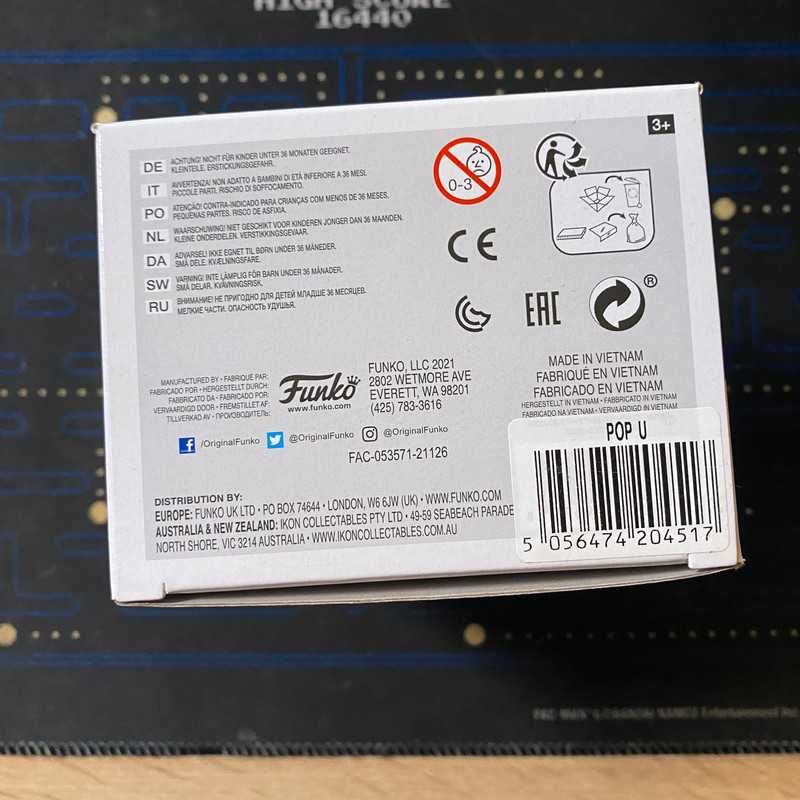 HIGH SCORE
16440
3+
DE ACHTUNG! NICHT FÜR KINDER UNTER 36 MONATEN GEEIGNET.
KLEINTEILE. ERSTICKUNGSGEFAHR.
IT AVVERTENZA! NON ADATTO A BAMBINI DI ETÀ INFERIORE A 36 MESI.
PICCOLE PARTI. RISCHIO DI SOFFOCAMENTO.
PO ATENÇÃO! CONTRA-INDICADO PARA CRIANÇAS COM MENOS DE 36 MESES.
PEQUENAS PARTES. RISCO DE ASFIXIA.
NL WAARSCHUWING! NIET GESCHIKT VOOR KINDEREN JONGER DAN 36 MAANDEN.
KLEINE ONDERDELEN. VERSTIKKINGSGEVAAR.
DA ADVARSEL! IKKE EGNET TIL BØRN UNDER 36 MÅNEDER.
SMÅ DELE. KVÆLNINGSFARE.
SW VARNING! INTE LÄMPLIG FÖR BARN UNDER 36 MÅNADER.
SMÅ DELAR. KVÄVNINGSRISK.
RU ВНИМАНИЕ! НЕ ПРИГОДНО ДЛЯ ДЕТЕЙ МЛАДШЕ 36 МЕСЯЦЕВ.
МЕЛКИЕ ЧАСТИ. ОПАСНОСТЬ УДУШЬЯ.
0-3
CE
EAC
®
MANUFACTURED BY • FABRIQUÉ PAR:
FABRICADO POR • HERGESTELLT DURCH:
FABBRICATO DA • FABRICADO POR:
VERVAARDIGD DOOR • FREMSTILLET AF:
TILLVERKAD AV • ПРОИЗВОДИТЕЛЬ:
Funko
www.funko.com
FUNKO, LLC 2021
2802 WETMORE AVE
EVERETT, WA 98201
(425) 783-3616
MADE IN VIETNAM
FABRIQUÉ EN VIETNAM
FABRICADO EN VIETNAM
HERGESTELLT IN VIETNAM • FABBRICATO IN VIETNAM
FABRICADO NA VIETNAM • VERVAARDIGD IN VIETNAM
/OriginalFunko @OriginalFunko @OriginalFunko
FAC-053571-21126
POP U
5 056474 204517
DISTRIBUTION BY:
EUROPE: FUNKO UK LTD • PO BOX 74644 • LONDON, W6 6JW (UK) • WWW.FUNKO.COM
AUSTRALIA & NEW ZEALAND: IKON COLLECTABLES PTY LTD • 49-59 SEABEACH PARADE
NORTH SHORE, VIC 3214 AUSTRALIA • WWW.IKONCOLLECTABLES.COM.AU
Entertainment Inc.